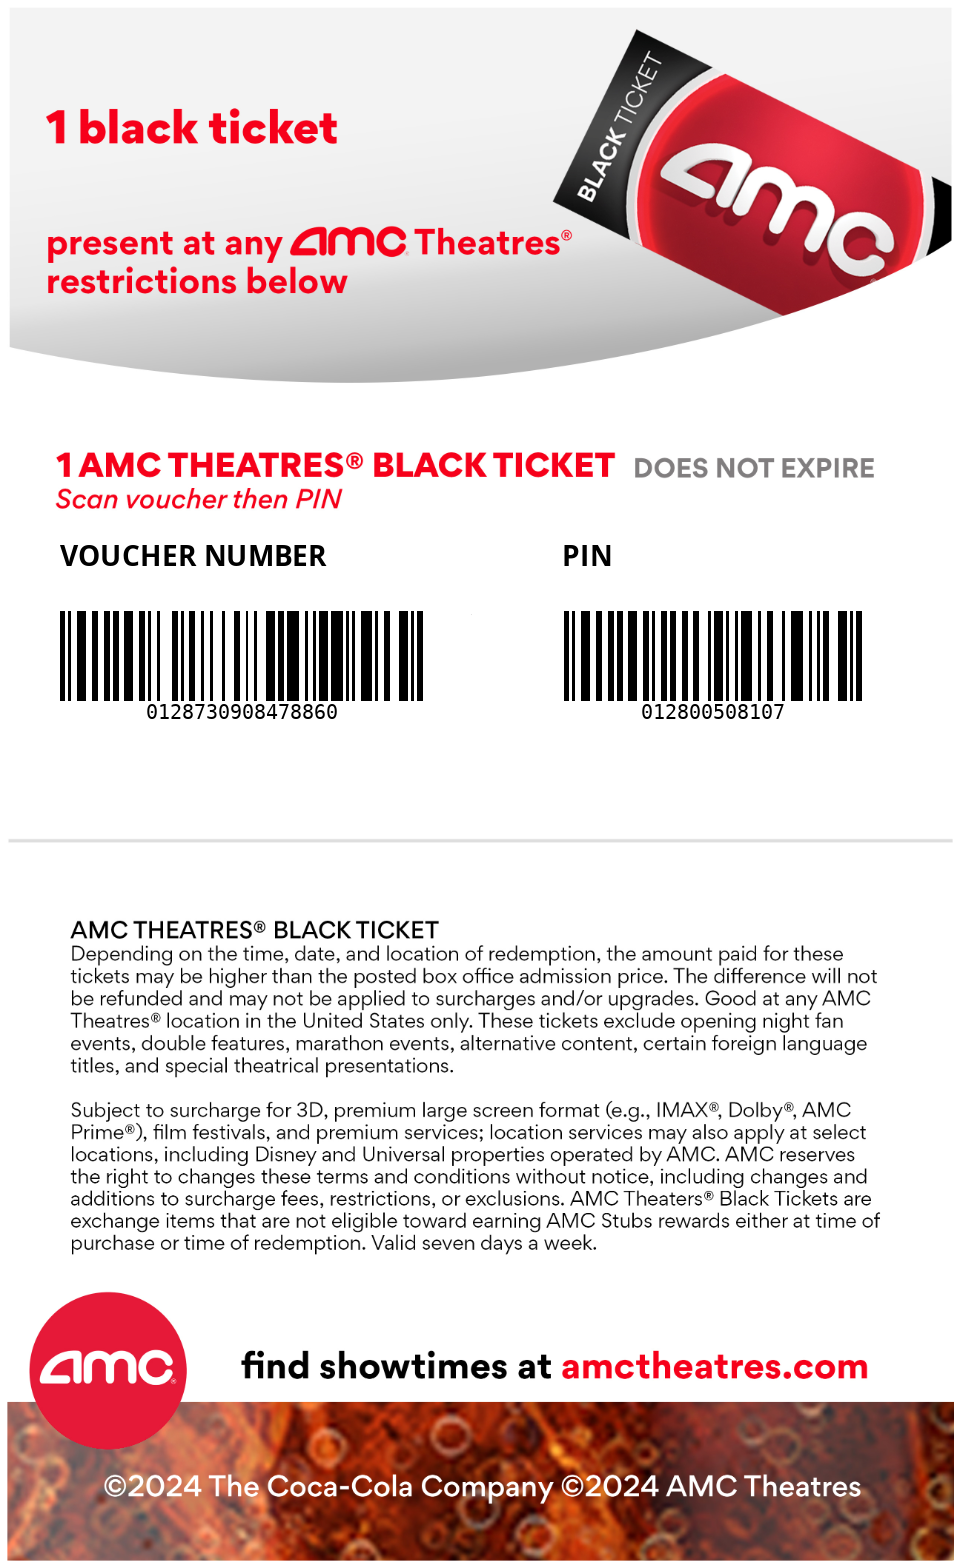 1 black ticket
BLACK TICKET
amc
present at any amc Theatres®
restrictions below
1 AMC THEATRES® BLACK TICKET DOES NOT EXPIRE
Scan voucher then PIN
VOUCHER NUMBER PIN
0128730908478860 012800508107
AMC THEATRES® BLACK TICKET
Depending on the time, date, and location of redemption, the amount paid for these
tickets may be higher than the posted box office admission price. The difference will not
be refunded and may not be applied to surcharges and/or upgrades. Good at any AMC
Theatres® location in the United States only. These tickets exclude opening night fan
events, double features, marathon events, alternative content, certain foreign language
titles, and special theatrical presentations.
Subject to surcharge for 3D, premium large screen format (e.g., IMAX®, Dolby®, AMC
Prime®), film festivals, and premium services; location services may also apply at select
locations, including Disney and Universal properties operated by AMC. AMC reserves
the right to changes these terms and conditions without notice, including changes and
additions to surcharge fees, restrictions, or exclusions. AMC Theaters® Black Tickets are
exchange items that are not eligible toward earning AMC Stubs rewards either at time of
purchase or time of redemption. Valid seven days a week.
amc®
find showtimes at amctheatres.com
©2024 The Coca-Cola Company ©2024 AMC Theatres